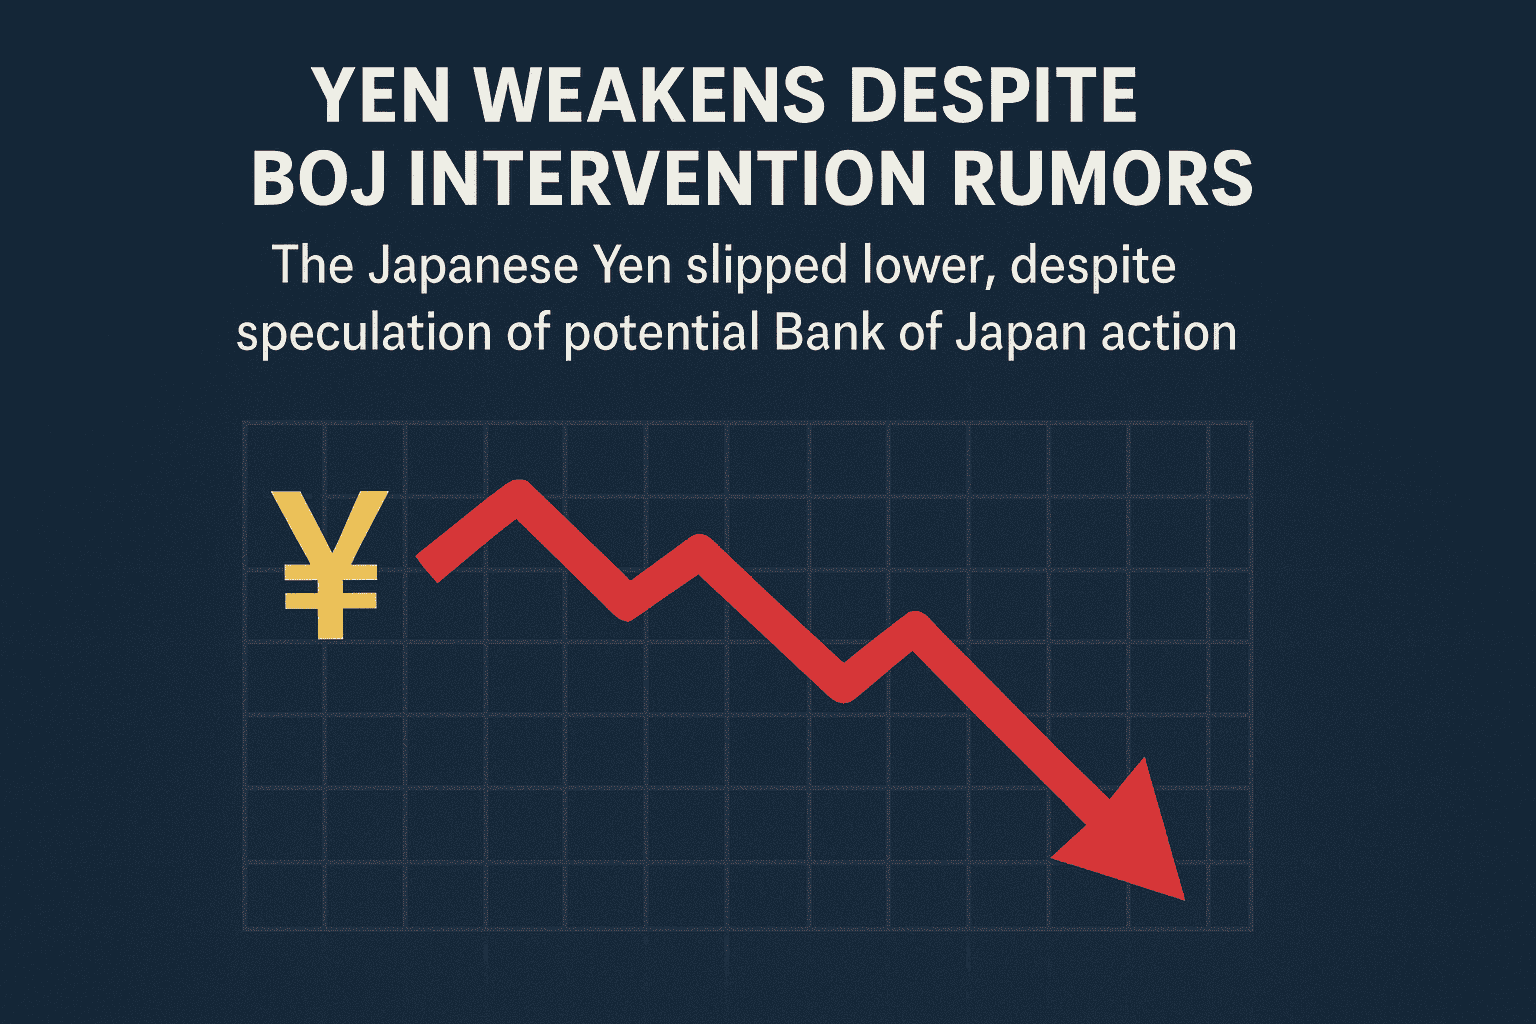 YEN WEAKENS DESPITE
BOJ INTERVENTION RUMORS
The Japanese Yen slipped lower, despite
speculation of potential Bank of Japan action
¥